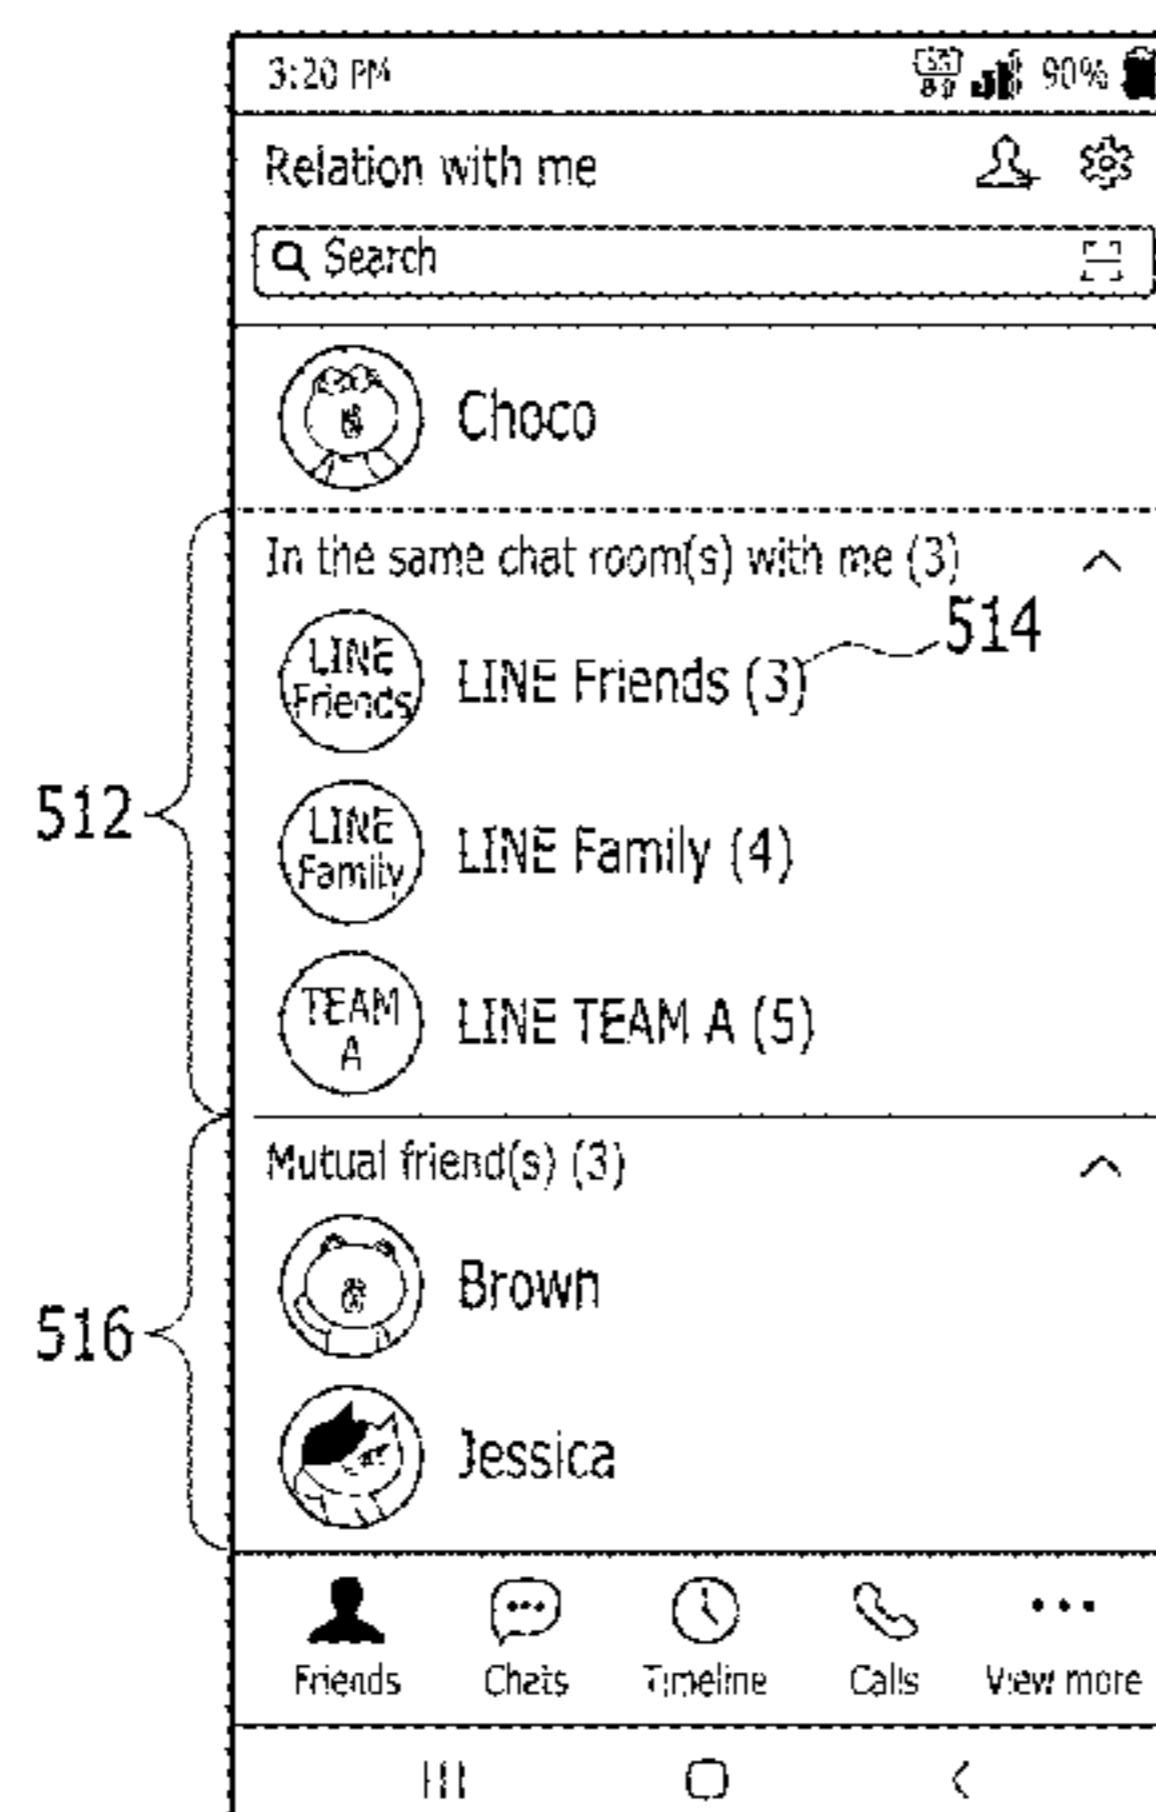 3:20 PM 90%
Relation with me
Search
Choco
In the same chat room(s) with me (3)
514
LINE
Friends
LINE Friends (3)
512
LINE
Family
LINE Family (4)
TEAM
A
LINE TEAM A (5)
Mutual friend(s) (3)
Brown
516
Jessica
Friends Chats Timeline Calls View more